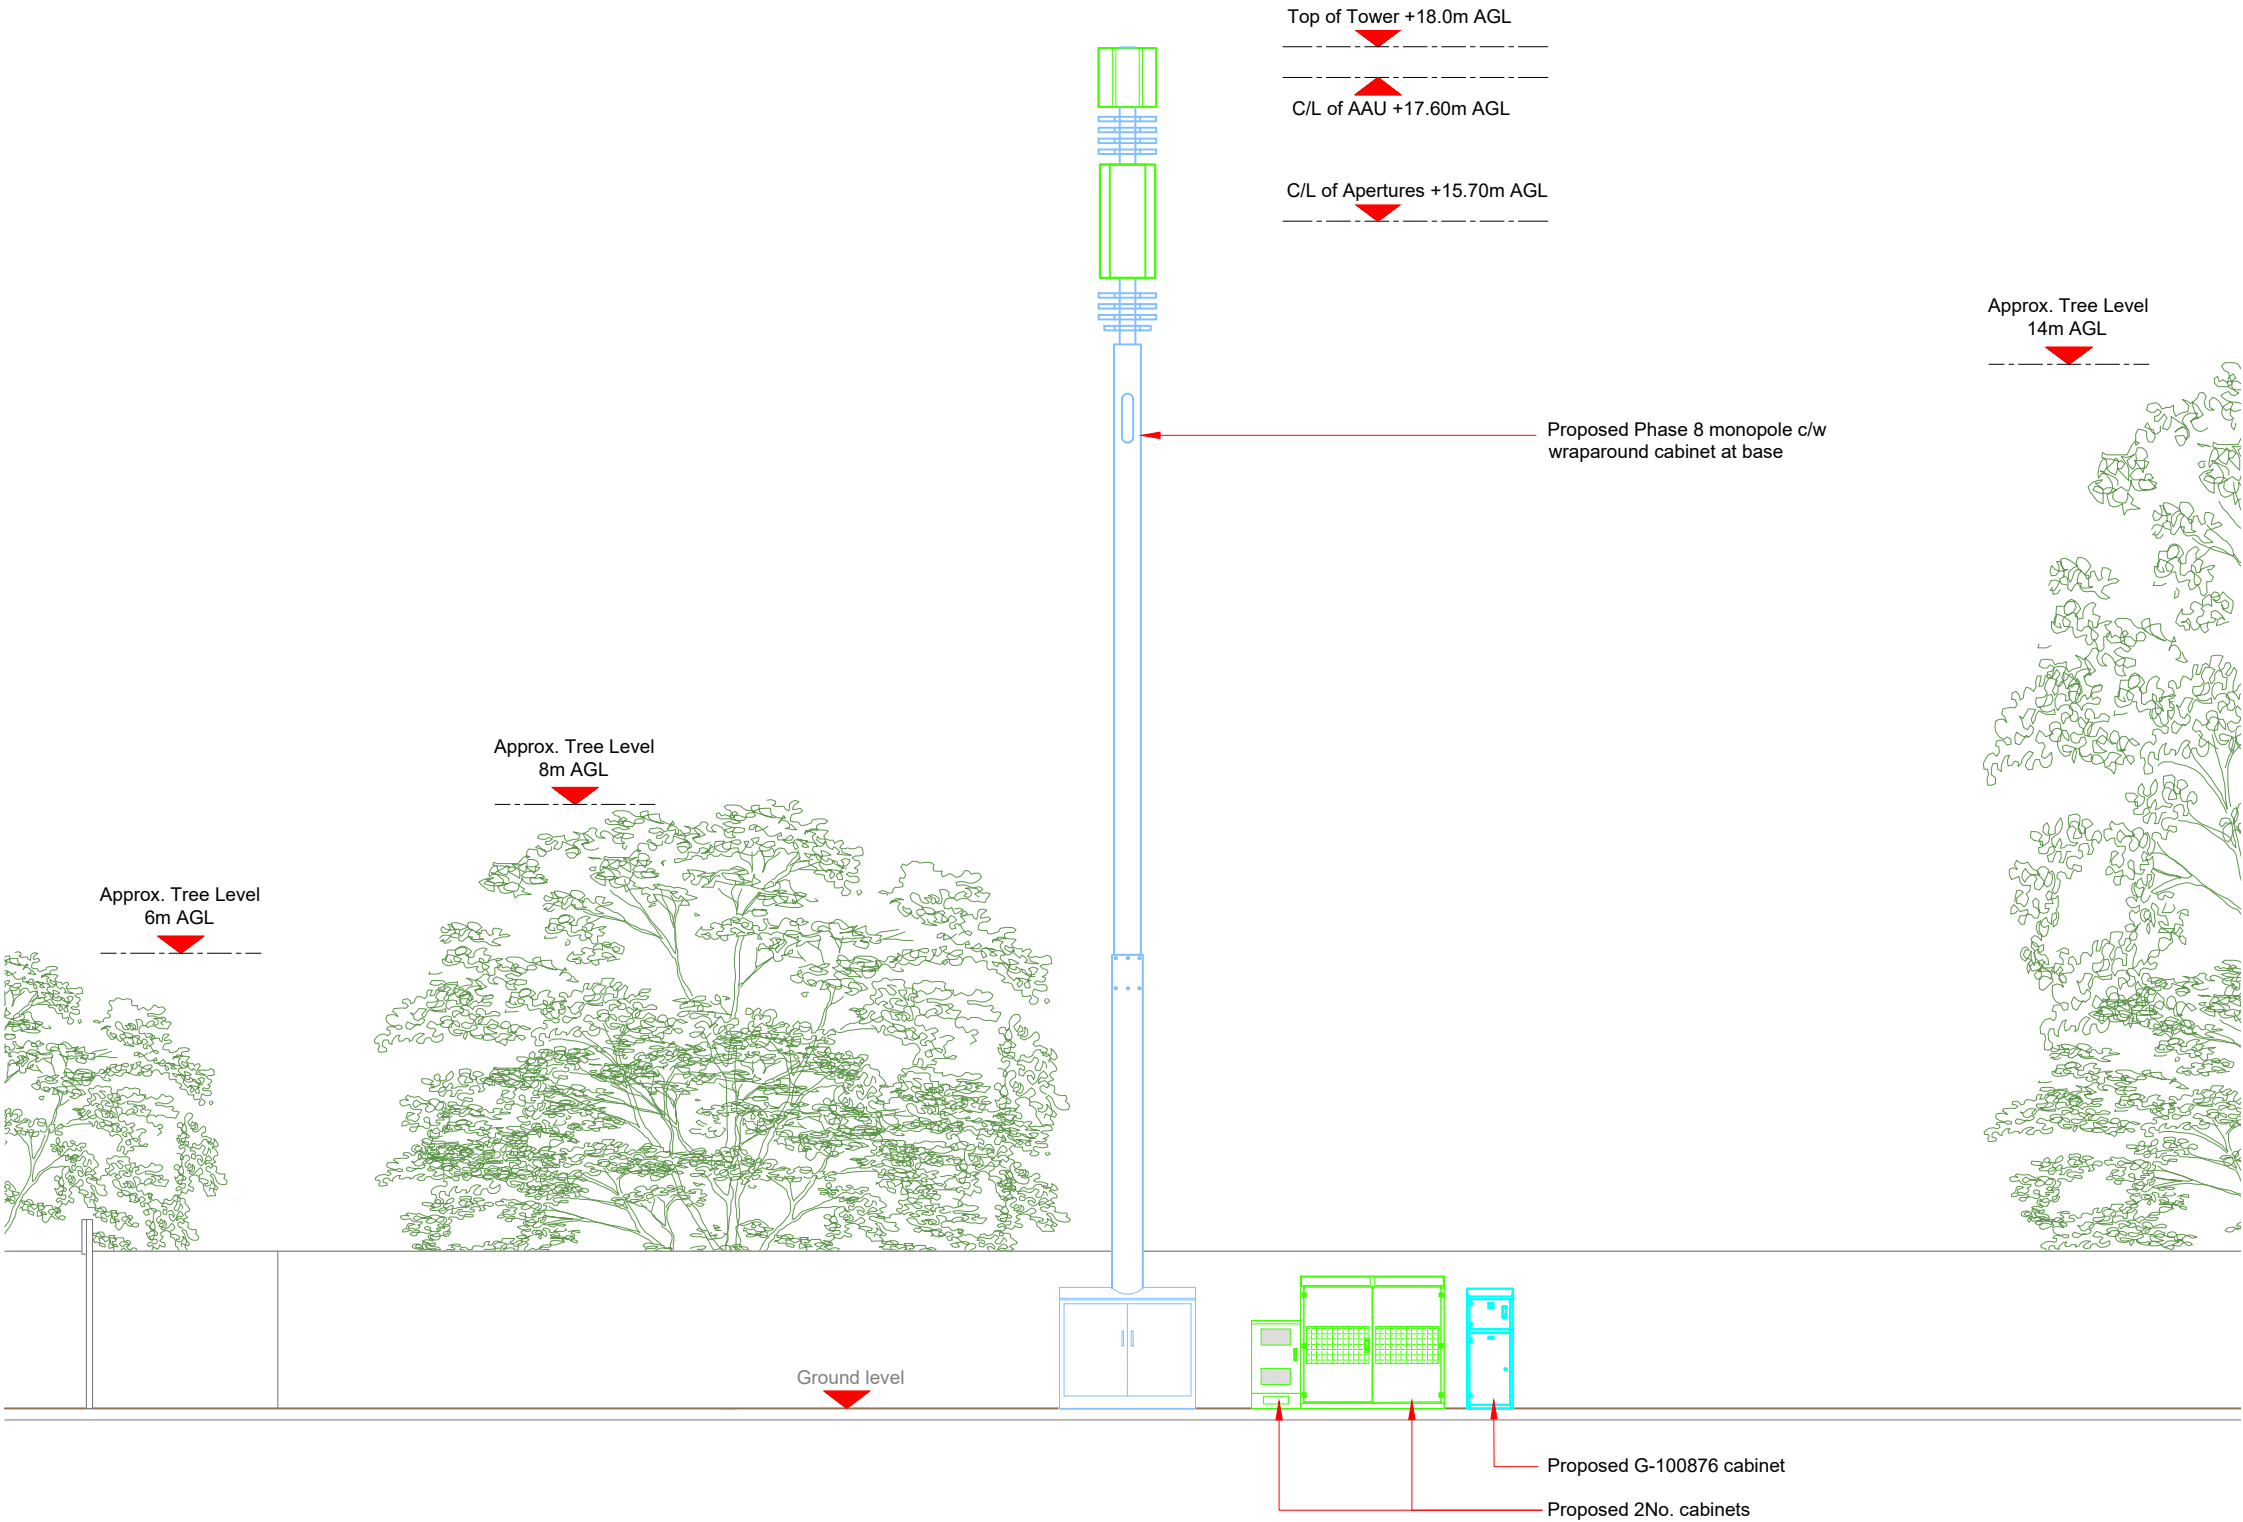 Top of Tower +18.0m AGL
C/L of AAU +17.60m AGL
C/L of Apertures +15.70m AGL
Approx. Tree Level
14m AGL
Proposed Phase 8 monopole c/w
wraparound cabinet at base
Approx. Tree Level
8m AGL
Approx. Tree Level
6m AGL
Ground level
Proposed G-100876 cabinet
Proposed 2No. cabinets